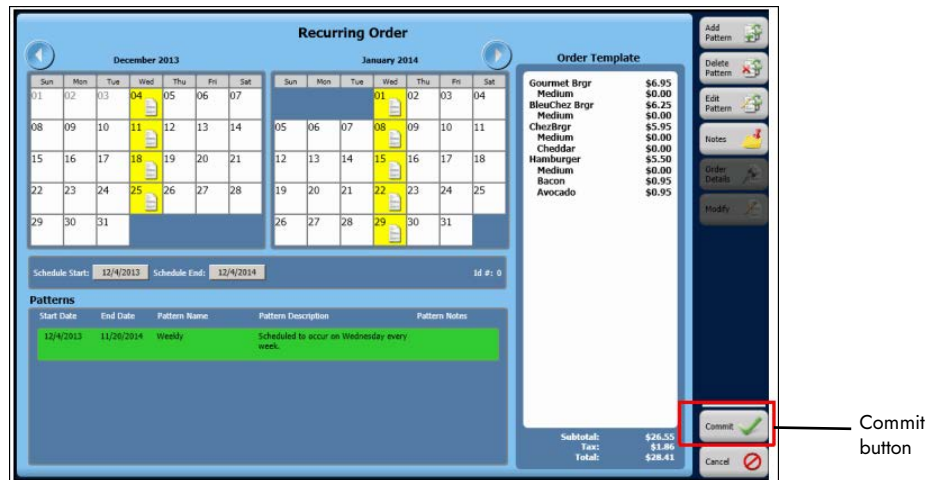 Recurring Order
December 2013
Sun Mon Tue Wed Thu Fri Sat
01 02 03 04 05 06 07
08 09 10 11 12 13 14
15 16 17 18 19 20 21
22 23 24 25 26 27 28
29 30 31
January 2014
Sun Mon Tue Wed Thu Fri Sat
01 02 03 04
05 06 07 08 09 10 11
12 13 14 15 16 17 18
19 20 21 22 23 24 25
26 27 28 29 30 31
Schedule Start: 12/4/2013 Schedule End: 12/4/2014 Id #: 0
Patterns
Start Date End Date Pattern Name Pattern Description Pattern Notes
12/4/2013 11/20/2014 Weekly Scheduled to occur on Wednesday every
week.
Order Template
Gourmet Brgr $6.95
Medium $0.00
BleuChez Brgr $6.25
Medium $0.00
ChezBrgr $5.95
Medium $0.00
Cheddar $0.00
Hamburger $5.50
Medium $0.00
Bacon $0.95
Avocado $0.95
Subtotal: $26.55
Tax: $1.86
Total: $28.41
Add
Pattern
Delete
Pattern
Edit
Pattern
Notes
Order
Details
Modify
Commit
Cancel
Commit
button